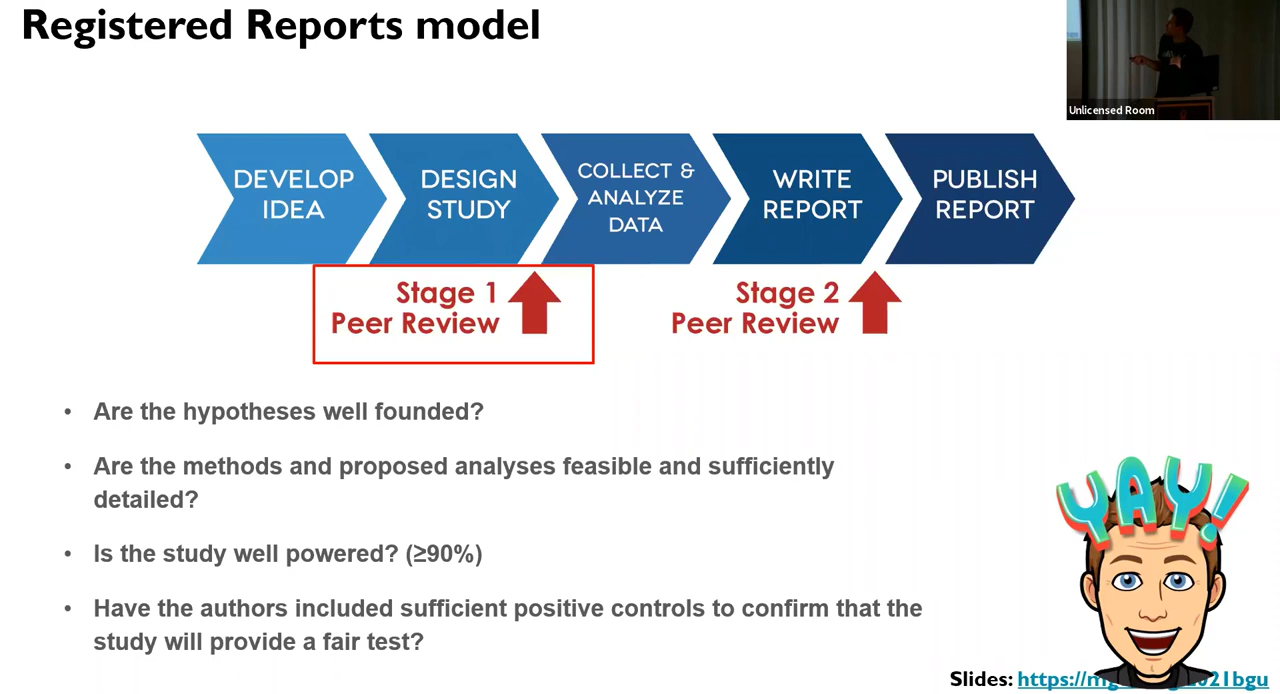 Registered Reports model
Unlicensed Room
DEVELOP
IDEA
DESIGN
STUDY
COLLECT &
ANALYZE
DATA
WRITE
REPORT
PUBLISH
REPORT
Stage 1
Peer Review
Stage 2
Peer Review
• Are the hypotheses well founded?
• Are the methods and proposed analyses feasible and sufficiently
detailed?
• Is the study well powered? (≥90%)
• Have the authors included sufficient positive controls to confirm that the
study will provide a fair test?
YAY!
Slides: